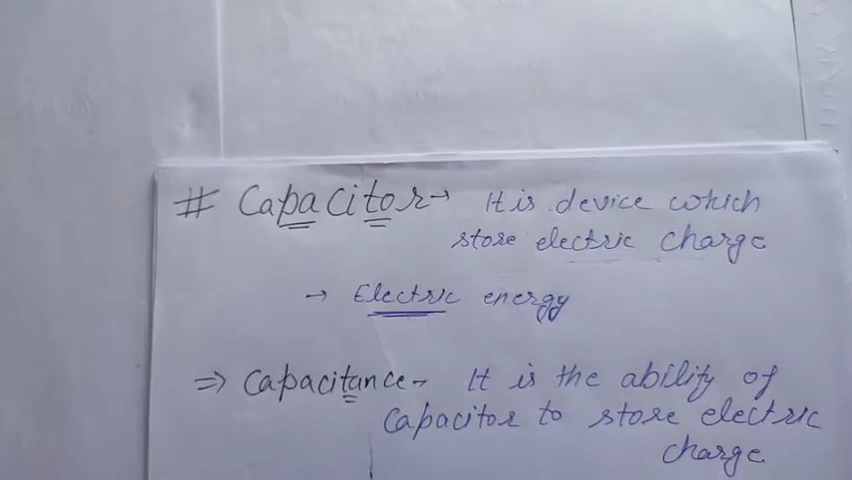 # Capacitor → It is device which
store electric charge
→ Electric energy
⇒ Capacitance - It is the ability of
capacitor to store electric
charge